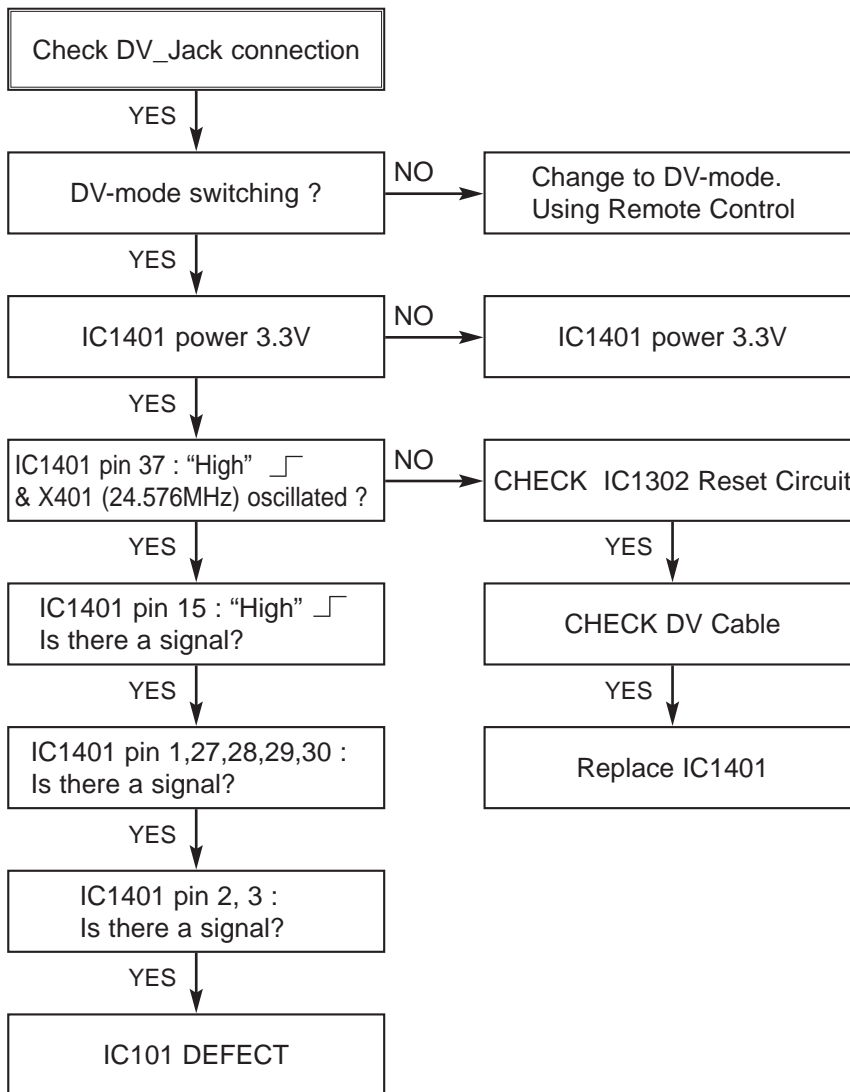 Check DV_Jack connection
YES
DV-mode switching ?
NO
Change to DV-mode.
Using Remote Control
YES
IC1401 power 3.3V
NO
IC1401 power 3.3V
YES
IC1401 pin 37 : “High”
& X401 (24.576MHz) oscillated ?
NO
CHECK IC1302 Reset Circuit
YES
YES
IC1401 pin 15 : “High”
Is there a signal?
CHECK DV Cable
YES
YES
IC1401 pin 1,27,28,29,30 :
Is there a signal?
Replace IC1401
YES
IC1401 pin 2, 3 :
Is there a signal?
YES
IC101 DEFECT